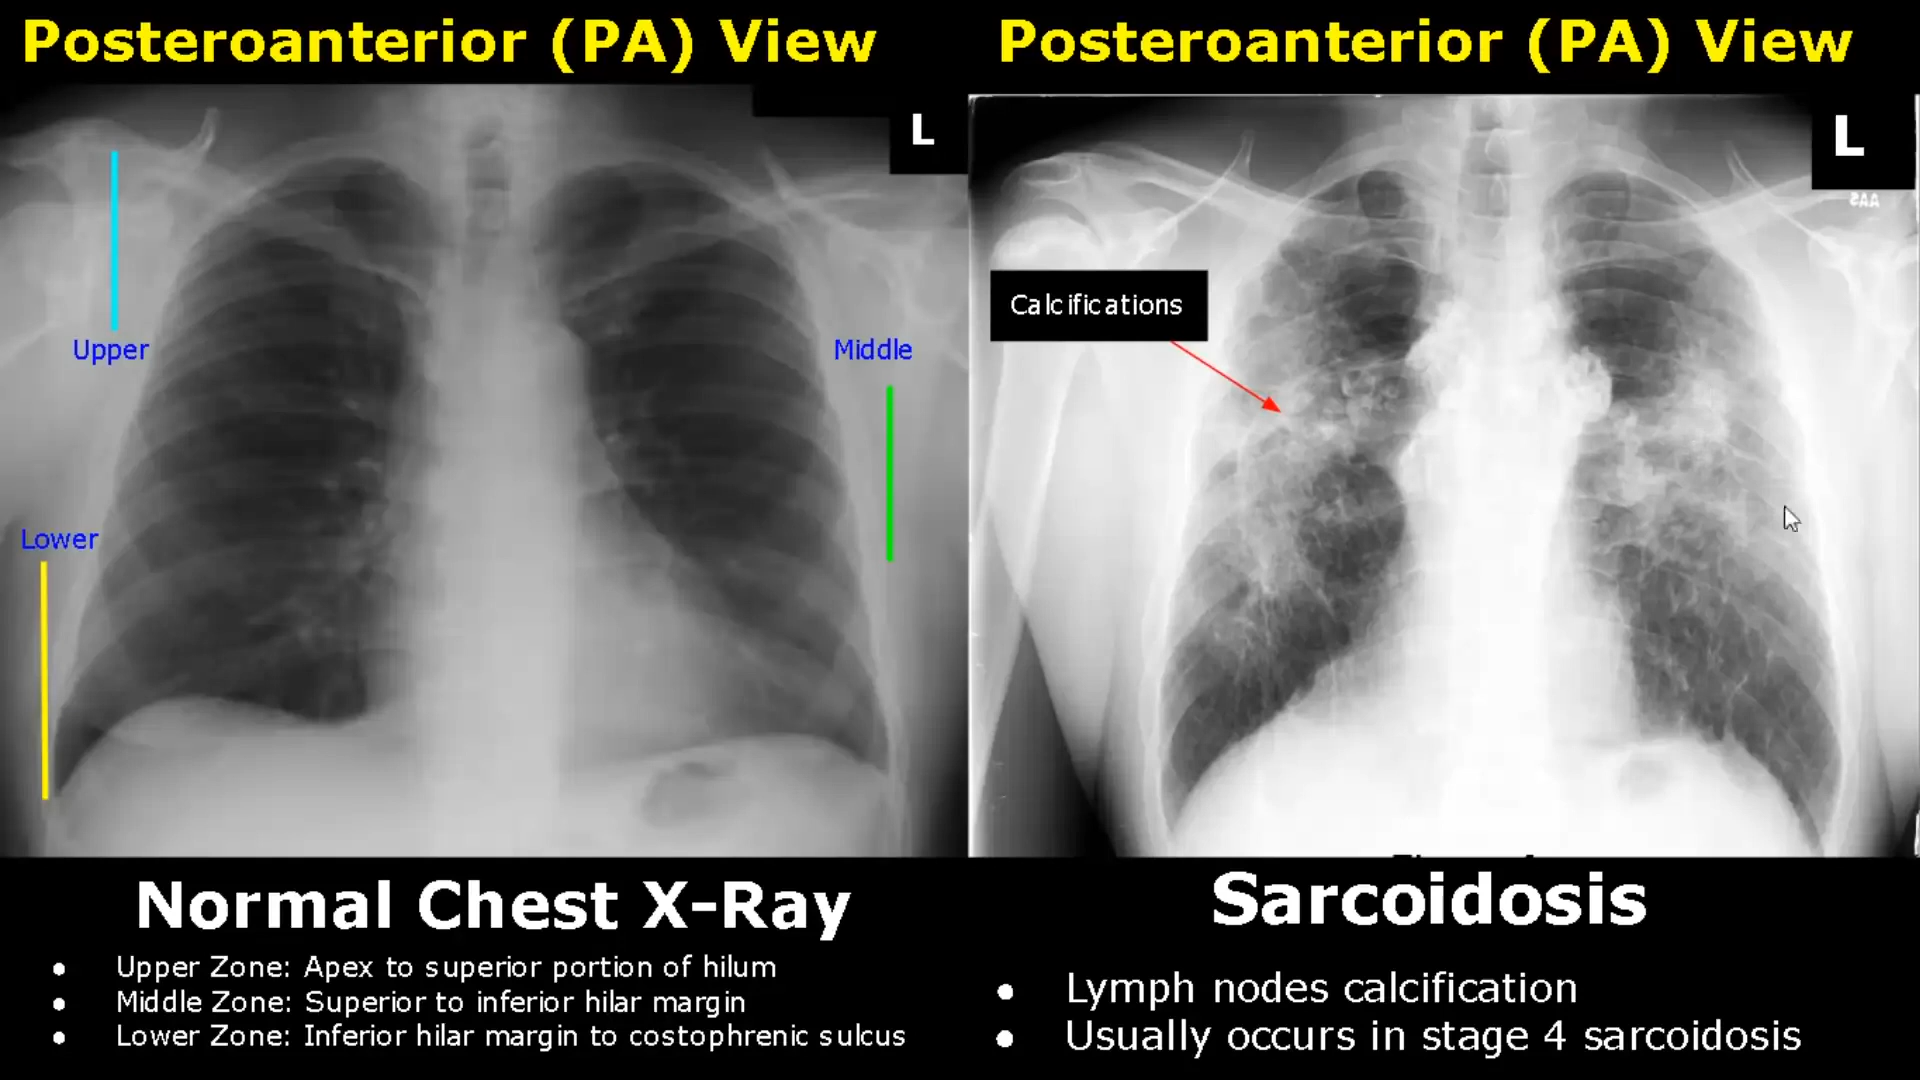 Posteroanterior (PA) View
Posteroanterior (PA) View
L
L
Calcifications
Upper
Middle
Lower
Normal Chest X-Ray
• Upper Zone: Apex to superior portion of hilum
• Middle Zone: Superior to inferior hilar margin
• Lower Zone: Inferior hilar margin to costophrenic sulcus
Sarcoidosis
• Lymph nodes calcification
• Usually occurs in stage 4 sarcoidosis